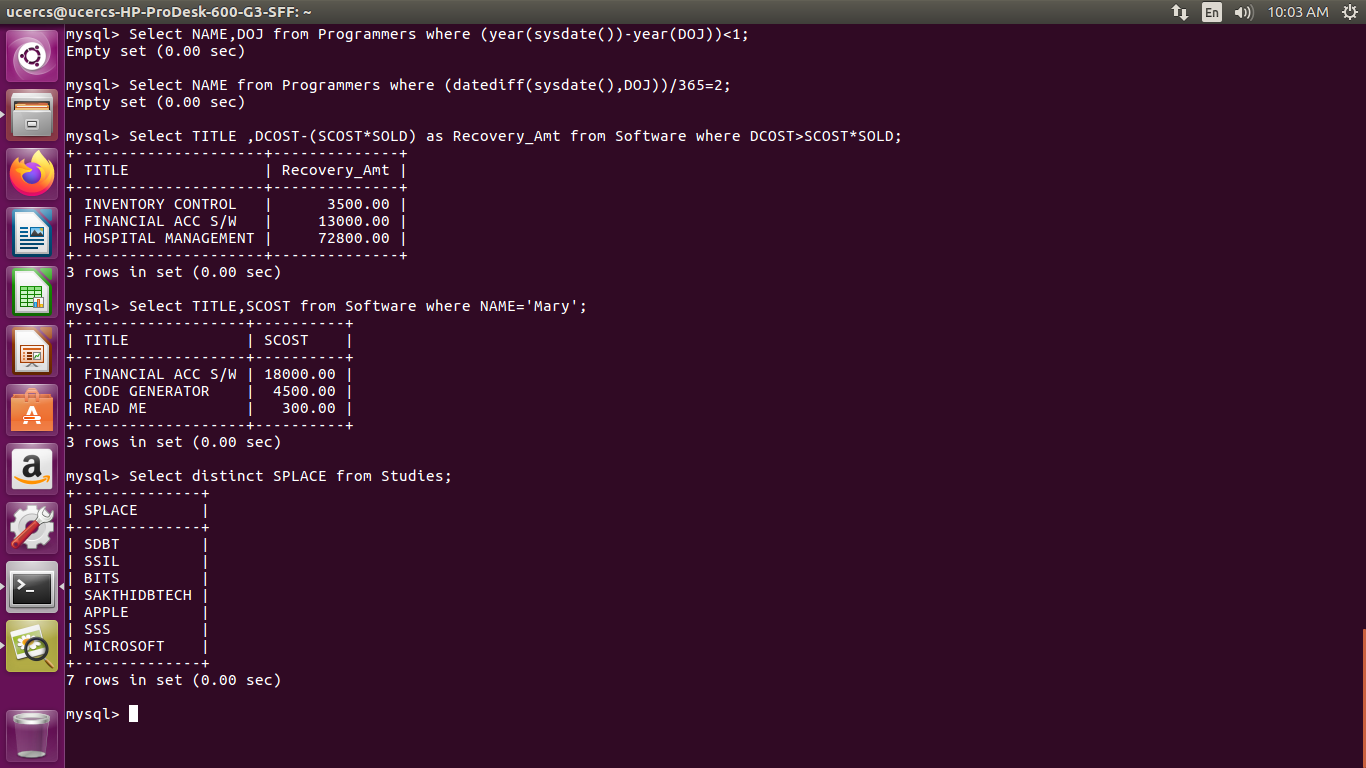 ucercs@ucercs-HP-ProDesk-600-G3-SFF: ~
En
10:03 AM
mysql> Select NAME,DOJ from Programmers where (year(sysdate())-year(DOJ))<1;
Empty set (0.00 sec)
mysql> Select NAME from Programmers where (datediff(sysdate(),DOJ))/365=2;
Empty set (0.00 sec)
mysql> Select TITLE ,DCOST-(SCOST*SOLD) as Recovery_Amt from Software where DCOST>SCOST*SOLD;
+---------------------+--------------+
| TITLE               | Recovery_Amt |
+---------------------+--------------+
| INVENTORY CONTROL   |      3500.00 |
| FINANCIAL ACC S/W   |     13000.00 |
| HOSPITAL MANAGEMENT |     72800.00 |
+---------------------+--------------+
3 rows in set (0.00 sec)
mysql> Select TITLE,SCOST from Software where NAME='Mary';
+-------------------+----------+
| TITLE             | SCOST    |
+-------------------+----------+
| FINANCIAL ACC S/W | 18000.00 |
| CODE GENERATOR    |  4500.00 |
| READ ME           |   300.00 |
+-------------------+----------+
3 rows in set (0.00 sec)
mysql> Select distinct SPLACE from Studies;
+--------------+
| SPLACE       |
+--------------+
| SDBT         |
| SSIL         |
| BITS         |
| SAKTHIDBTECH |
| APPLE        |
| SSS          |
| MICROSOFT    |
+--------------+
7 rows in set (0.00 sec)
mysql>